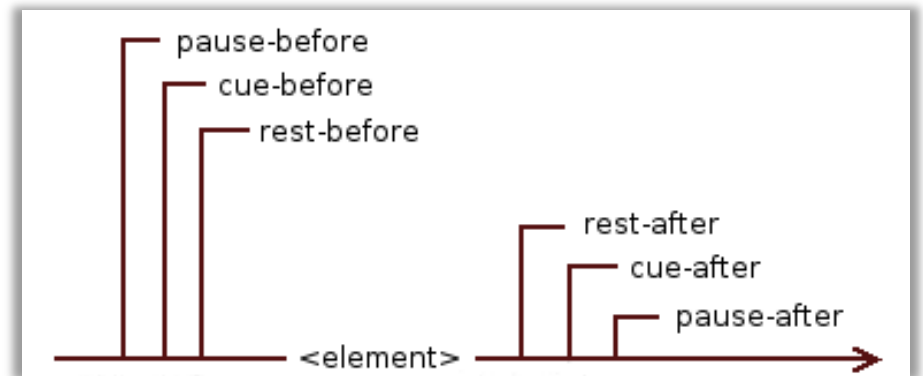 pause-before
cue-before
rest-before
rest-after
cue-after
pause-after
<element>